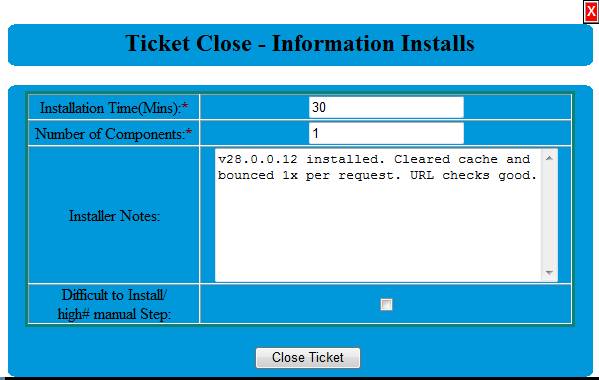 X
Ticket Close - Information Installs
Installation Time(Mins):* 30
Number of Components:* 1
Installer Notes:
v28.0.0.12 installed. Cleared cache and
bounced 1x per request. URL checks good.
Difficult to Install/
high# manual Step:
Close Ticket